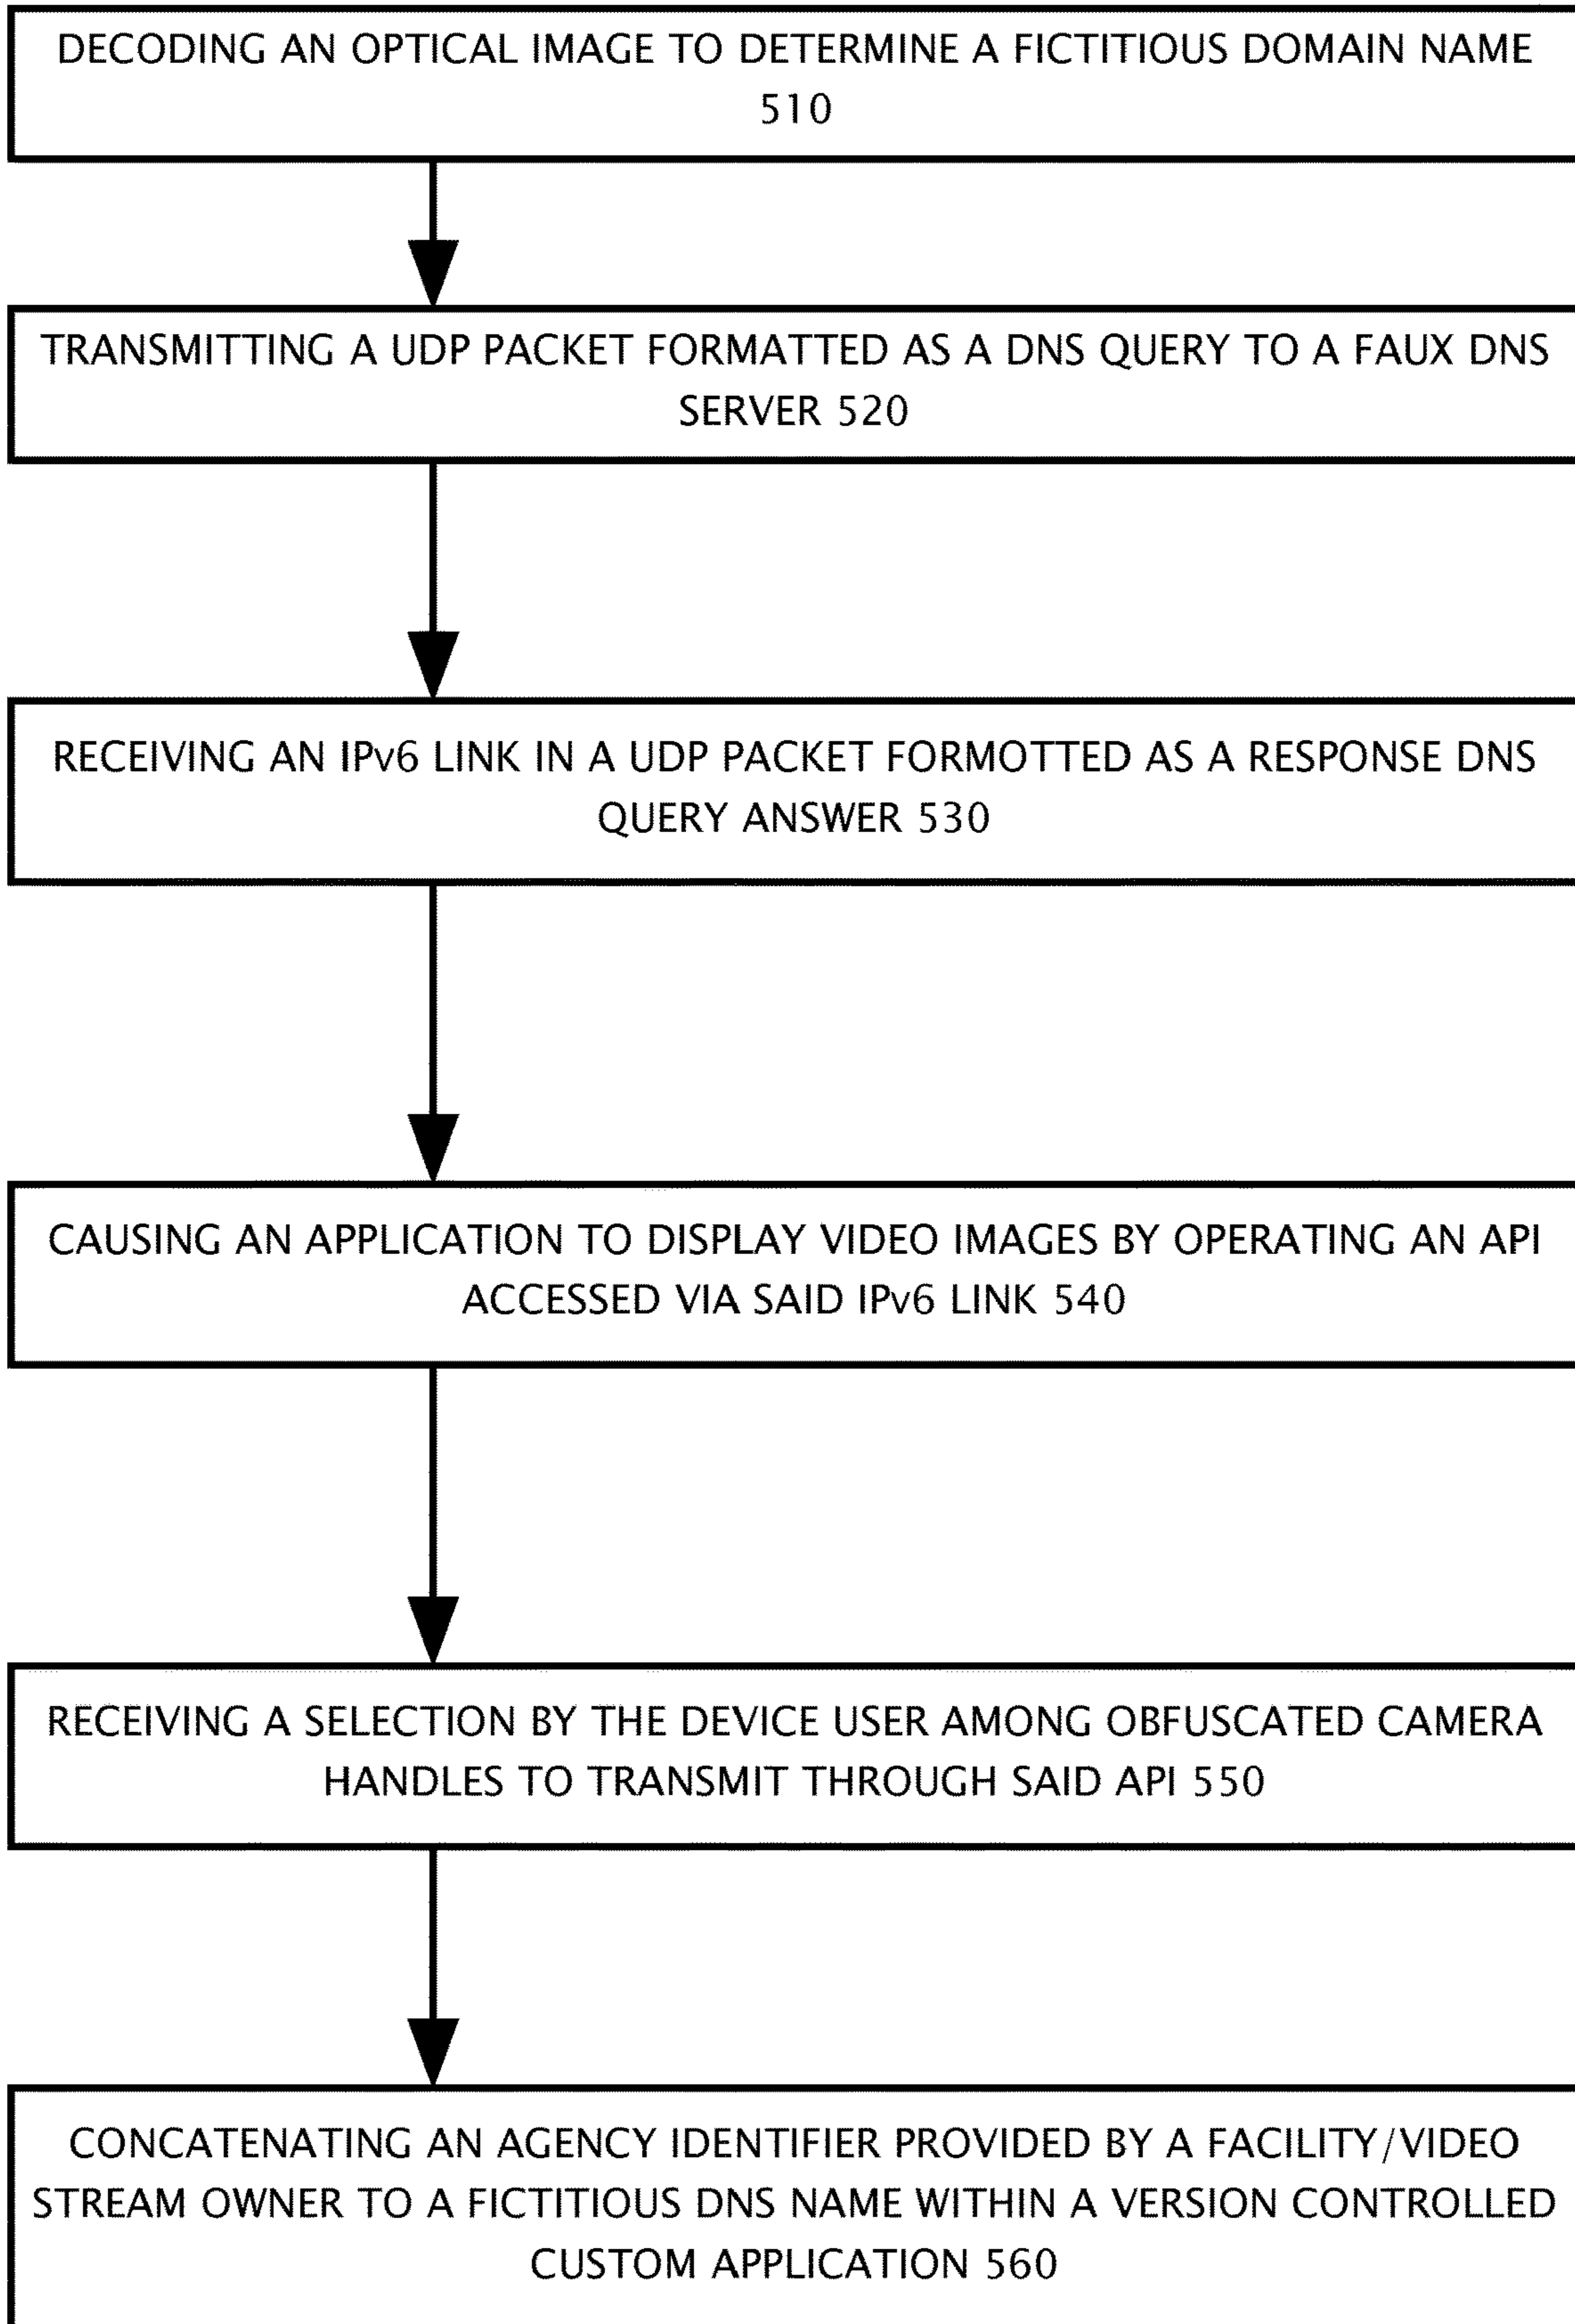 DECODING AN OPTICAL IMAGE TO DETERMINE A FICTITIOUS DOMAIN NAME
510
TRANSMITTING A UDP PACKET FORMATTED AS A DNS QUERY TO A FAUX DNS
SERVER 520
RECEIVING AN IPv6 LINK IN A UDP PACKET FORMOTTED AS A RESPONSE DNS
QUERY ANSWER 530
CAUSING AN APPLICATION TO DISPLAY VIDEO IMAGES BY OPERATING AN API
ACCESSED VIA SAID IPv6 LINK 540
RECEIVING A SELECTION BY THE DEVICE USER AMONG OBFUSCATED CAMERA
HANDLES TO TRANSMIT THROUGH SAID API 550
CONCATENATING AN AGENCY IDENTIFIER PROVIDED BY A FACILITY/VIDEO
STREAM OWNER TO A FICTITIOUS DNS NAME WITHIN A VERSION CONTROLLED
CUSTOM APPLICATION 560